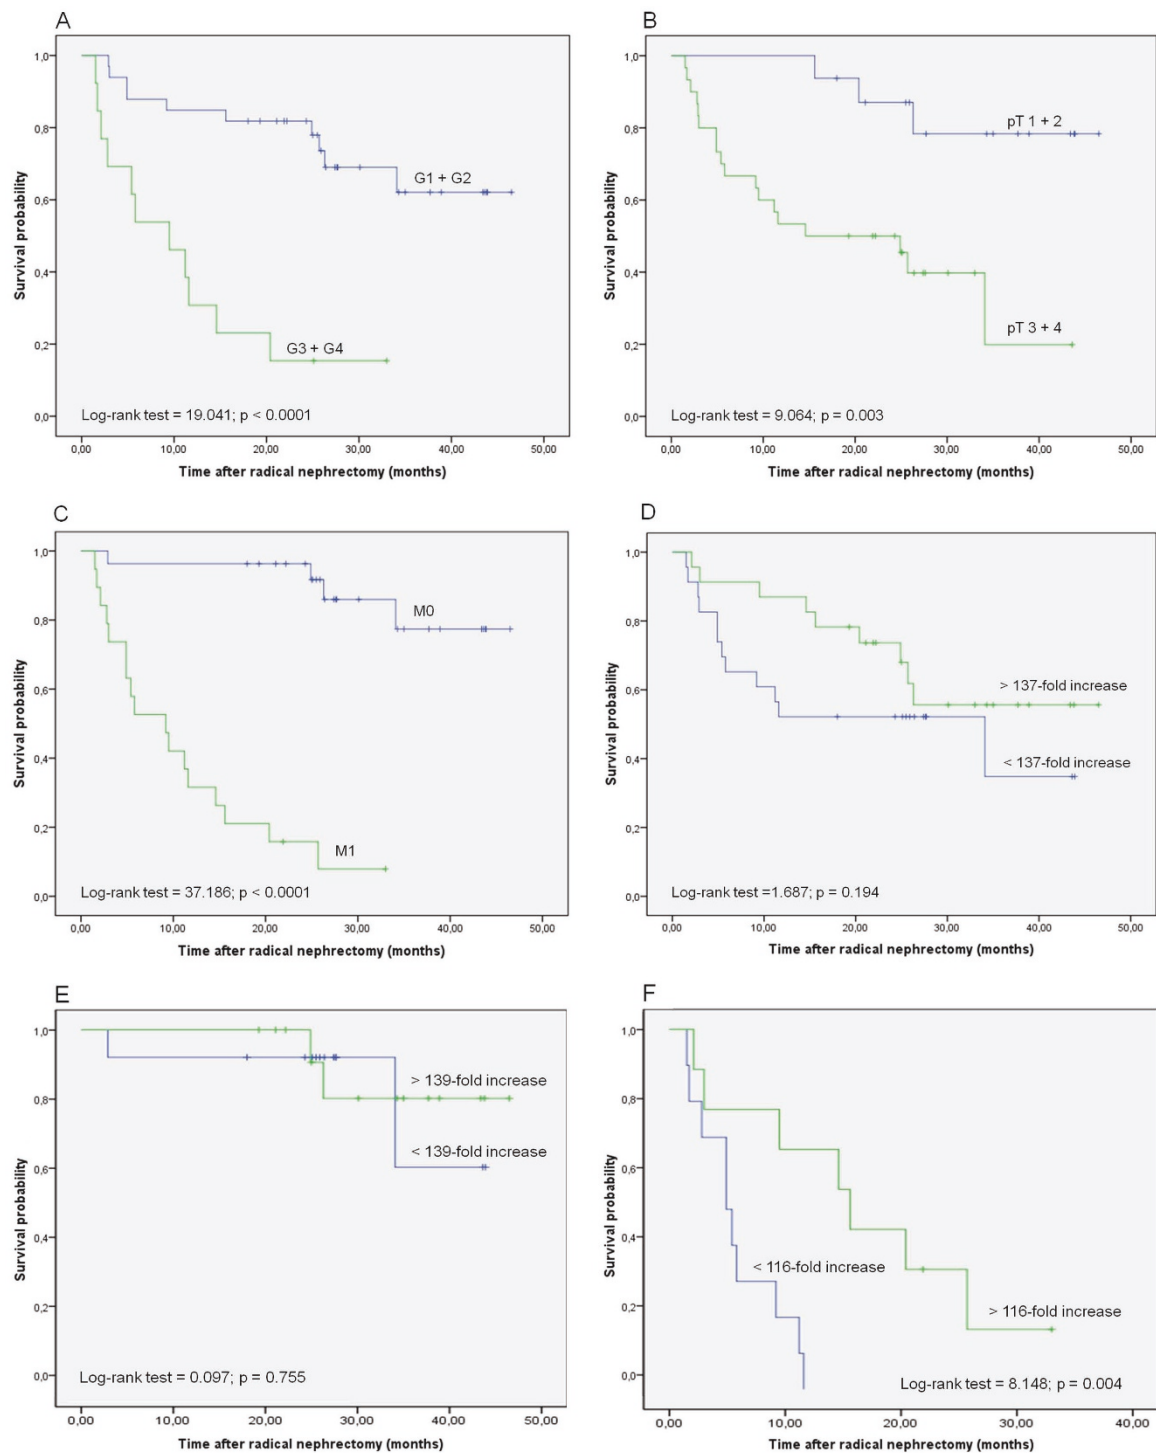 A
Survival probability
1,0
0,8
0,6
0,4
0,2
0,0
G1 + G2
G3 + G4
Log-rank test = 19.041; p < 0.0001
0,00 10,00 20,00 30,00 40,00 50,00
Time after radical nephrectomy (months)
B
Survival probability
1,0
0,8
0,6
0,4
0,2
0,0
pT 1 + 2
pT 3 + 4
Log-rank test = 9.064; p = 0.003
0,00 10,00 20,00 30,00 40,00 50,00
Time after radical nephrectomy (months)
C
Survival probability
1,0
0,8
0,6
0,4
0,2
0,0
M0
M1
Log-rank test = 37.186; p < 0.0001
0,00 10,00 20,00 30,00 40,00 50,00
Time after radical nephrectomy (months)
D
Survival probability
1,0
0,8
0,6
0,4
0,2
0,0
> 137-fold increase
< 137-fold increase
Log-rank test =1.687; p = 0.194
0,00 10,00 20,00 30,00 40,00 50,00
Time after radical nephrectomy (months)
E
Survival probability
1,0
0,8
0,6
0,4
0,2
0,0
> 139-fold increase
< 139-fold increase
Log-rank test = 0.097; p = 0.755
0,00 10,00 20,00 30,00 40,00 50,00
Time after radical nephrectomy (months)
F
Survival probability
1,0
0,8
0,6
0,4
0,2
0,0
< 116-fold increase
> 116-fold increase
Log-rank test = 8.148; p = 0.004
0,00 10,00 20,00 30,00 40,00
Time after radical nephrectomy (months)